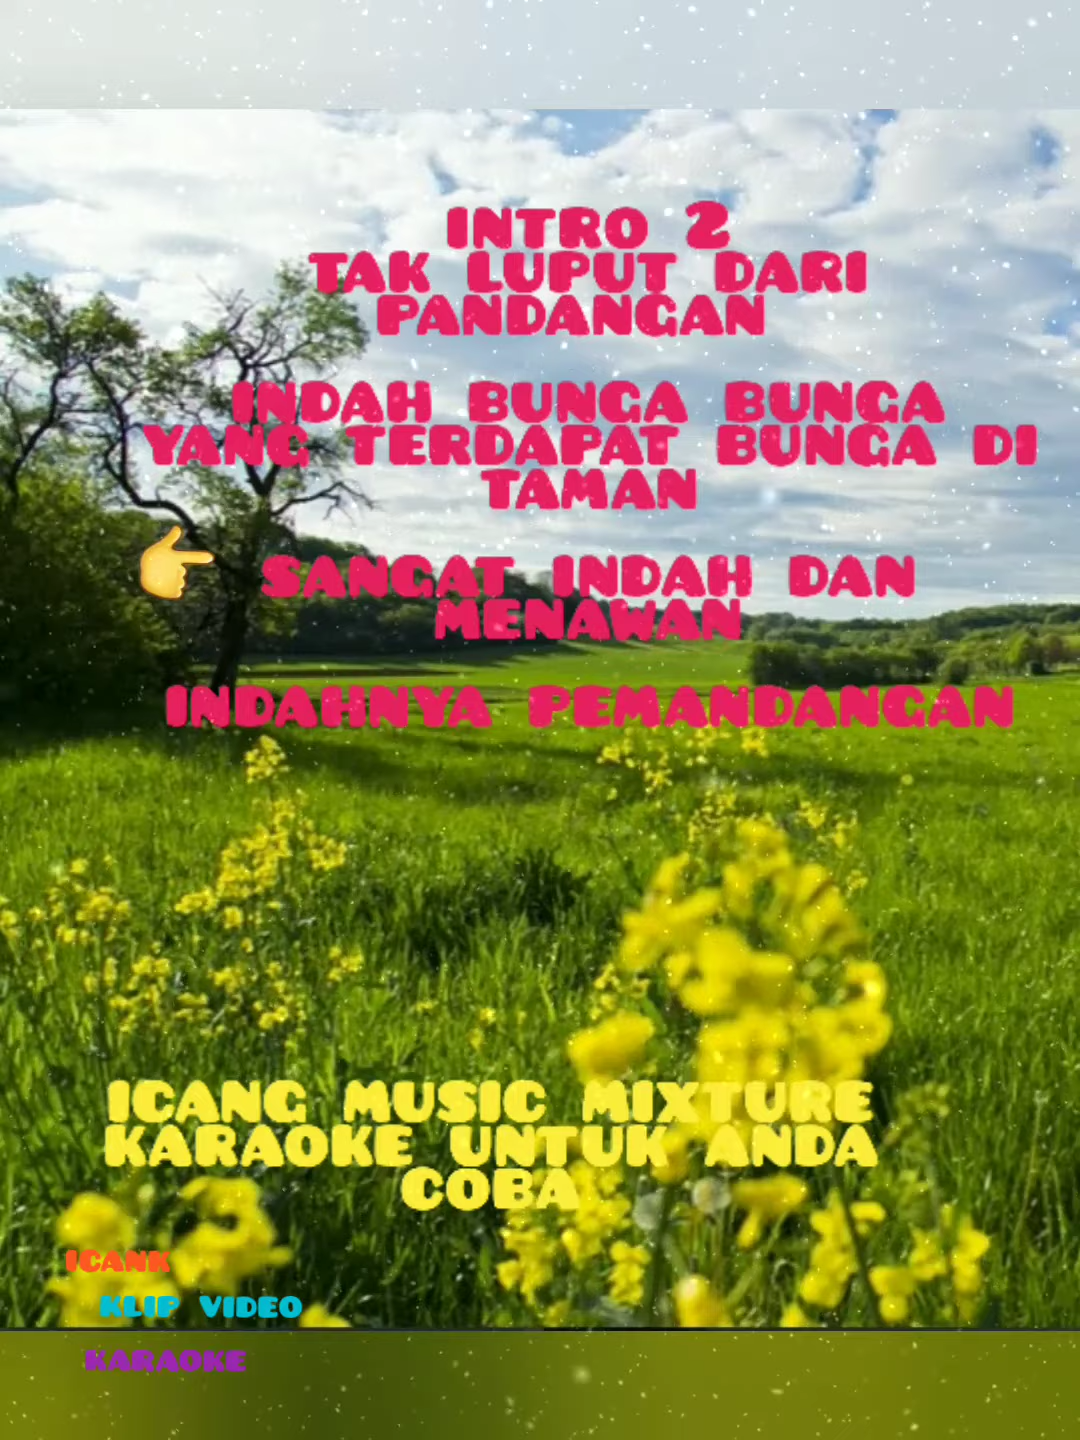 INTRO 2
TAK LUPUT DARI
PANDANGAN
INDAH BUNGA BUNGA
YANG TERDAPAT BUNGA DI
TAMAN
SANGAT INDAH DAN
MENAWAN
INDAHNYA PEMANDANGAN
ICANG MUSIC MIXTURE
KARAOKE UNTUK ANDA
COBA
ICANK
KLIP VIDEO
KARAOKE